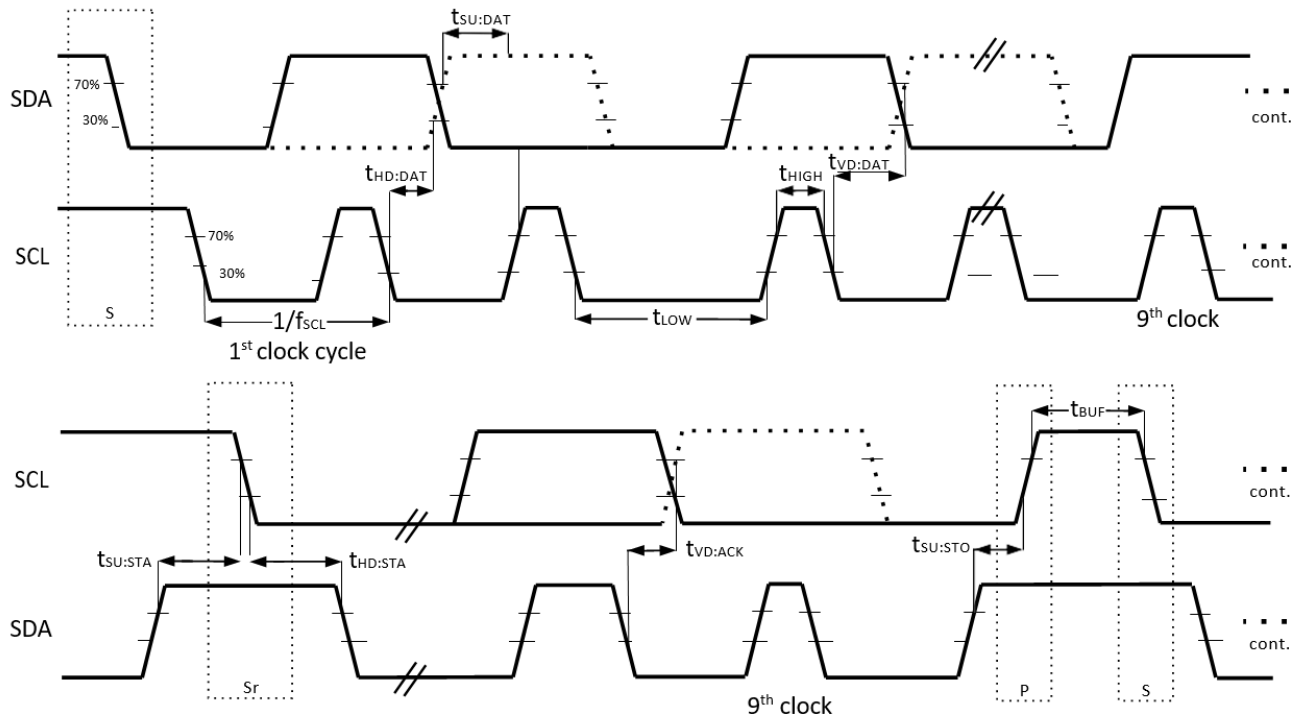 tSU:DAT
70%
SDA
30%
cont.
tHD:DAT
tHIGH
tVD:DAT
70%
SCL
30%
cont.
S
1/fSCL
tLOW
9th clock
1st clock cycle
tBUF
SCL
cont.
tSU:STA
tHD:STA
tVD:ACK
tSU:STO
SDA
cont.
Sr
9th clock
P
S